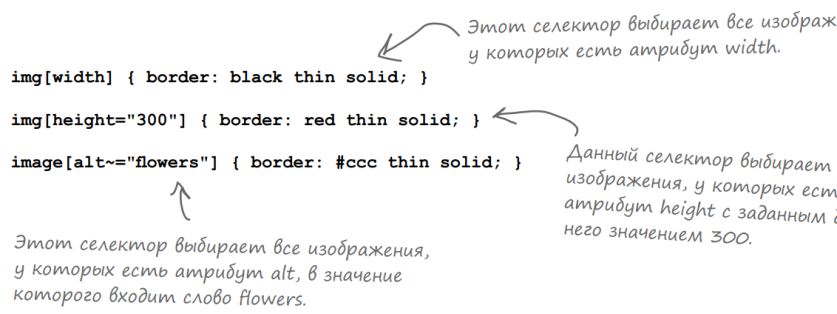 Этот селектор выбирает все
у которых есть атрибут width.
img[width] { border: black thin solid; }
img[height="300"] { border: red thin solid; }
image[alt~="flowers"] { border: #ccc thin solid; }
Данный селектор выбирает
изображения, у которых
атрибут height с заданным
него значением 300.
Этот селектор выбирает все изображения,
у которых есть атрибут alt, в значение
которого входит слово flowers.